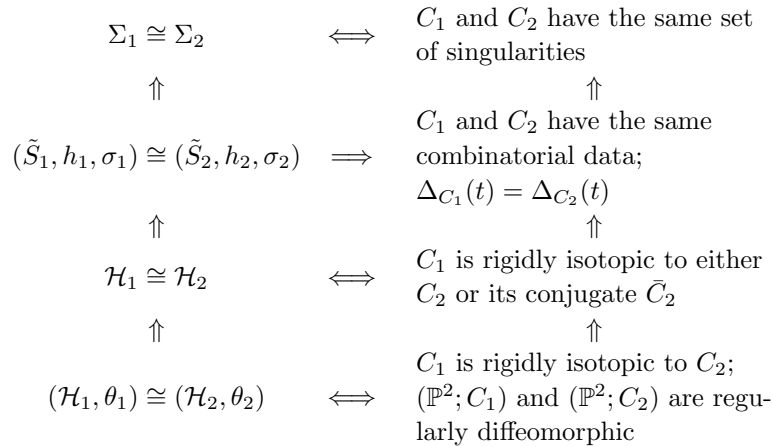 Σ₁ ≅ Σ₂ ⟺ C₁ and C₂ have the same set
of singularities
⇑ ⇑
(S̃₁, h₁, σ₁) ≅ (S̃₂, h₂, σ₂) ⟹ C₁ and C₂ have the same
combinatorial data;
Δ_{C₁}(t) = Δ_{C₂}(t)
⇑ ⇑
ℋ₁ ≅ ℋ₂ ⟺ C₁ is rigidly isotopic to either
C₂ or its conjugate C̄₂
⇑ ⇑
(ℋ₁, θ₁) ≅ (ℋ₂, θ₂) ⟺ C₁ is rigidly isotopic to C₂;
(ℙ²; C₁) and (ℙ²; C₂) are regu-
larly diffeomorphic